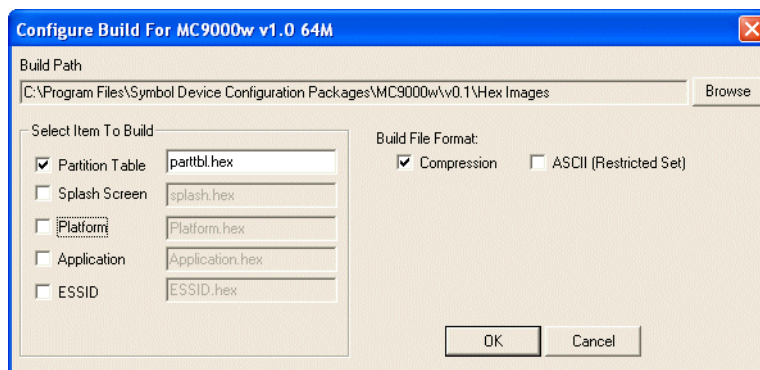 Configure Build For MC9000w v1.0 64M
Build Path
C:\Program Files\Symbol Device Configuration Packages\MC9000w\v0.1\Hex Images
Browse
Select Item To Build
Partition Table parttbl.hex
Splash Screen splash.hex
Platform Platform.hex
Application Application.hex
ESSID ESSID.hex
Build File Format:
Compression ASCII (Restricted Set)
OK Cancel